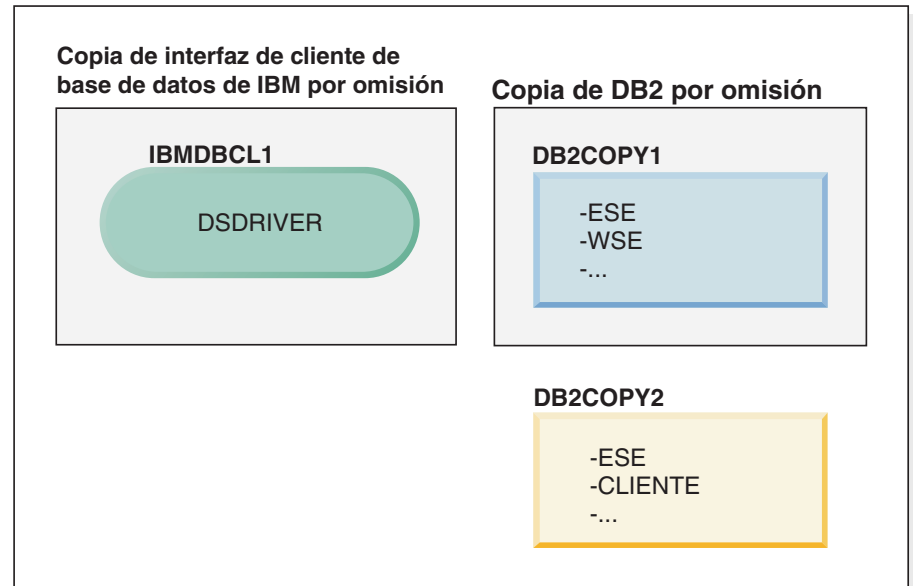 Copia de interfaz de cliente de
base de datos de IBM por omisión
IBMDBCL1
DSDRIVER
Copia de DB2 por omisión
DB2COPY1
-ESE
-WSE
-...
DB2COPY2
-ESE
-CLIENTE
-...